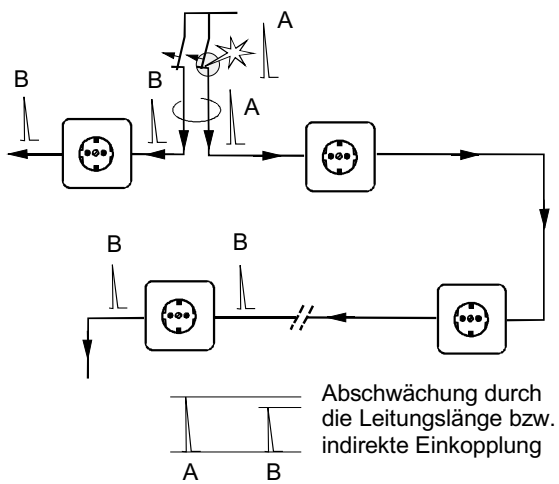 A
B
B
A
B
B
Abschwächung durch
die Leitungslänge bzw.
indirekte Einkopplung
A
B